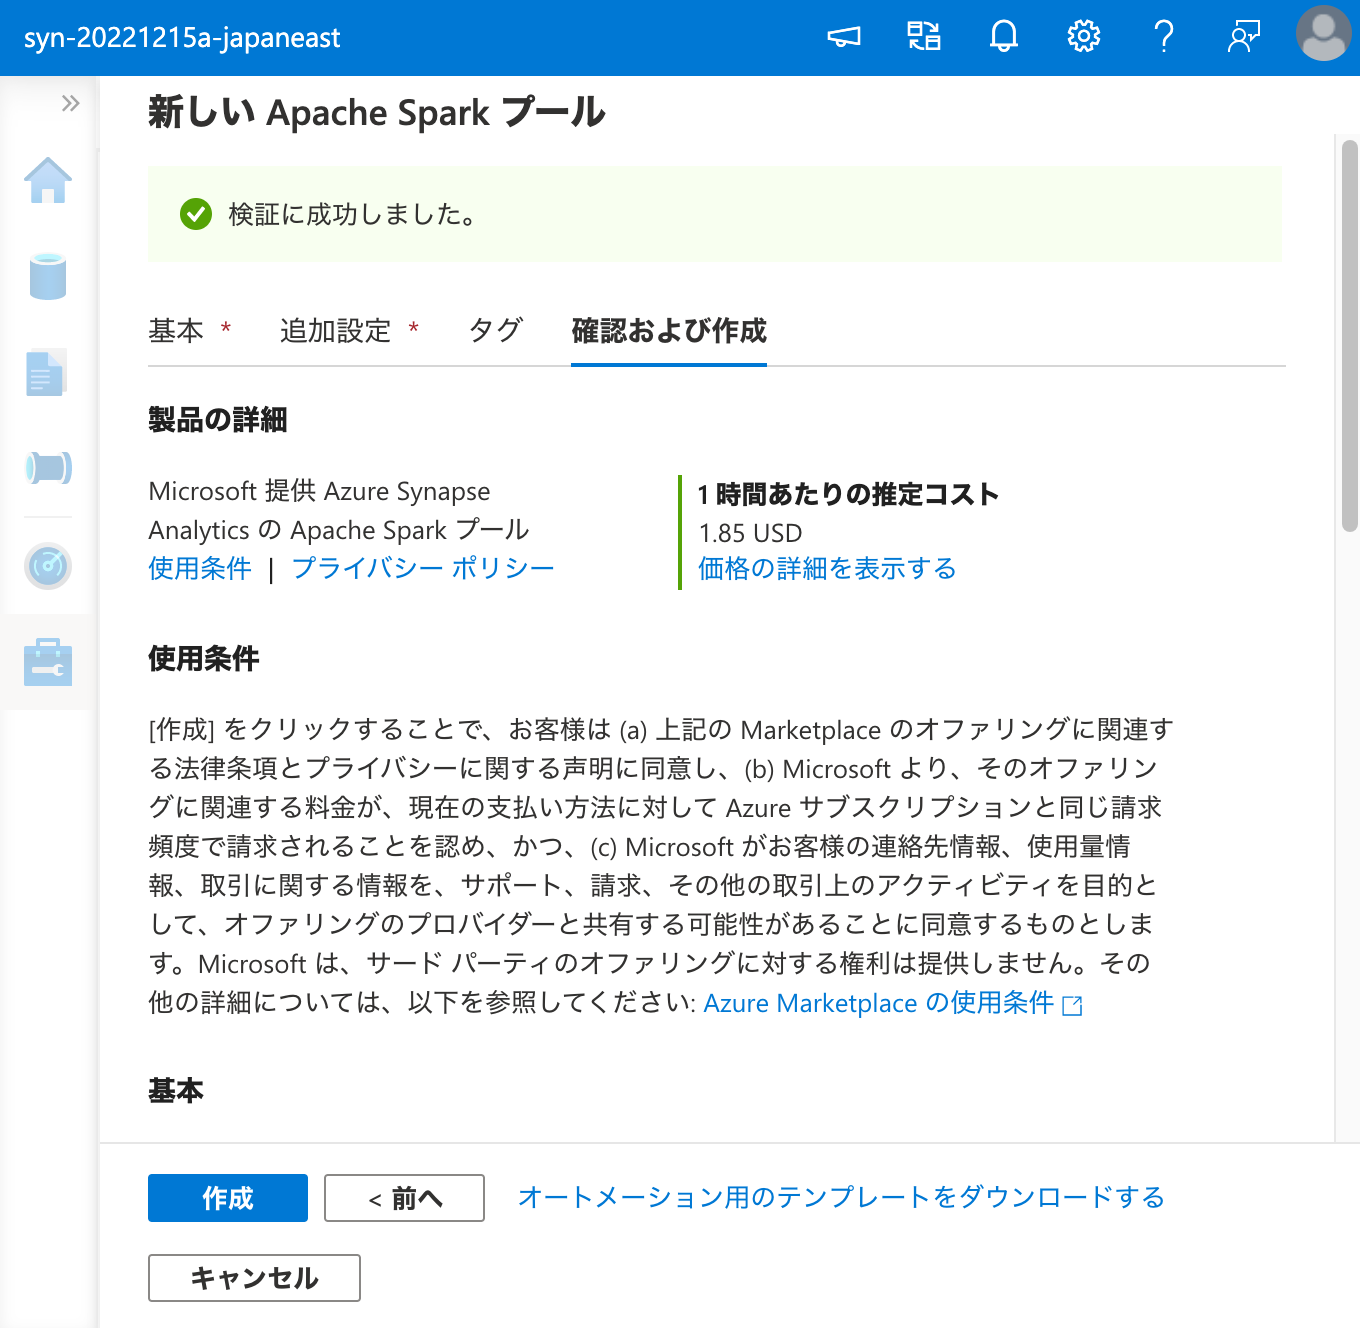 syn-20221215a-japaneast
新しい Apache Spark プール
検証に成功しました。
基本 * 追加設定 * タグ 確認および作成
製品の詳細
Microsoft 提供 Azure Synapse
Analytics の Apache Spark プール
使用条件 | プライバシー ポリシー
1 時間あたりの推定コスト
1.85 USD
価格の詳細を表示する
使用条件
[作成] をクリックすることで、お客様は (a) 上記の Marketplace のオファリングに関連す
る法律条項とプライバシーに関する声明に同意し、(b) Microsoft より、そのオファリン
グに関連する料金が、現在の支払い方法に対して Azure サブスクリプションと同じ請求
頻度で請求されることを認め、かつ、(c) Microsoft がお客様の連絡先情報、使用量情
報、取引に関する情報を、サポート、請求、その他の取引上のアクティビティを目的と
して、オファリングのプロバイダーと共有する可能性があることに同意するものとしま
す。Microsoft は、サード パーティのオファリングに対する権利は提供しません。その
他の詳細については、以下を参照してください: Azure Marketplace の使用条件
基本
作成
< 前へ
オートメーション用のテンプレートをダウンロードする
キャンセル